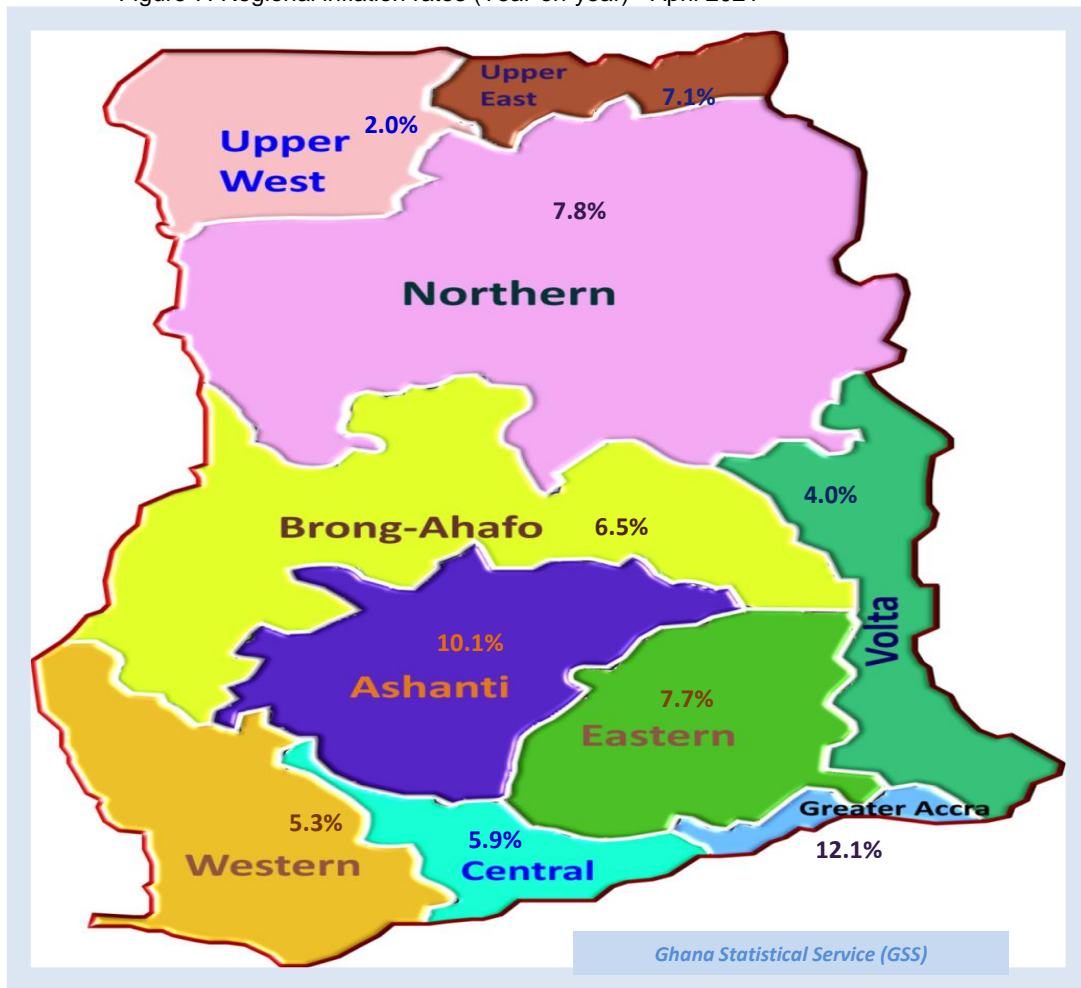 Upper
East
7.1%
2.0%
Upper
West
7.8%
Northern
4.0%
Brong-Ahafo
6.5%
Volta
10.1%
Ashanti
7.7%
Eastern
Greater Accra
5.3%
5.9%
12.1%
Western
Central
Ghana Statistical Service (GSS)